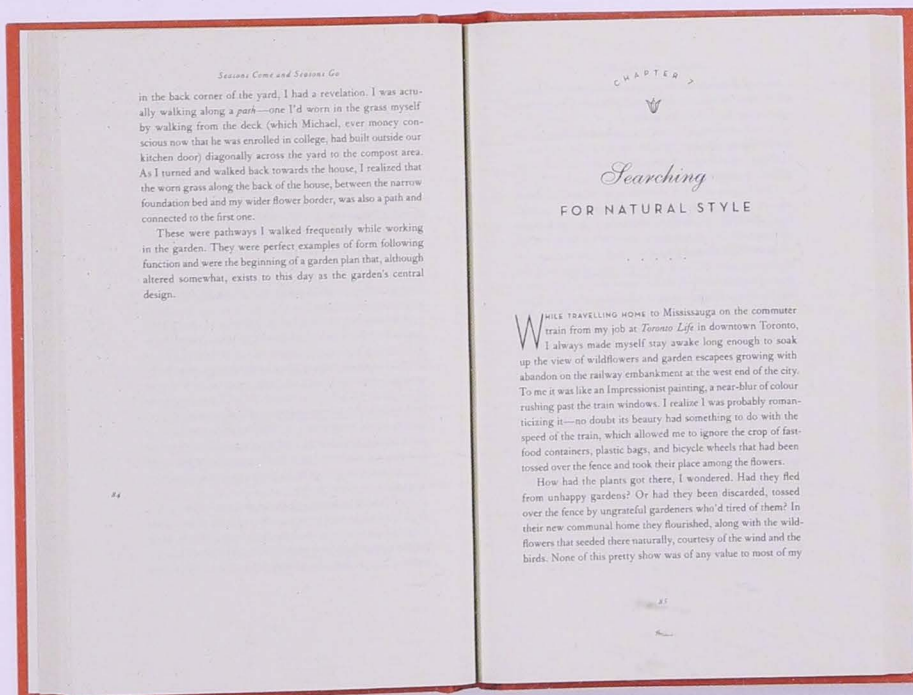 Seasons Come and Seasons Go
in the back corner of the yard, I had a revelation. I was actu-
ally walking along a path—one I'd worn in the grass myself
by walking from the deck (which Michael, ever money con-
scious now that he was enrolled in college, had built outside our
kitchen door) diagonally across the yard to the compost area.
As I turned and walked back towards the house, I realized that
the worn grass along the back of the house, between the narrow
foundation bed and my wider flower border, was also a path and
connected to the first one.
These were pathways I walked frequently while working
in the garden. They were perfect examples of form following
function and were the beginning of a garden plan that, although
altered somewhat, exists to this day as the garden's central
design.
84
CHAPTER 7
Searching
FOR NATURAL STYLE
WHILE TRAVELLING HOME to Mississauga on the commuter
train from my job at Toronto Life in downtown Toronto,
I always made myself stay awake long enough to soak
up the view of wildflowers and garden escapees growing with
abandon on the railway embankment at the west end of the city.
To me it was like an Impressionist painting, a near-blur of colour
rushing past the train windows. I realize I was probably roman-
ticizing it—no doubt its beauty had something to do with the
speed of the train, which allowed me to ignore the crop of fast-
food containers, plastic bags, and bicycle wheels that had been
tossed over the fence and took their place among the flowers.
How had the plants got there, I wondered. Had they fled
from unhappy gardens? Or had they been discarded, tossed
over the fence by ungrateful gardeners who'd tired of them? In
their new communal home they flourished, along with the wild-
flowers that seeded there naturally, courtesy of the wind and the
birds. None of this pretty show was of any value to most of my
85